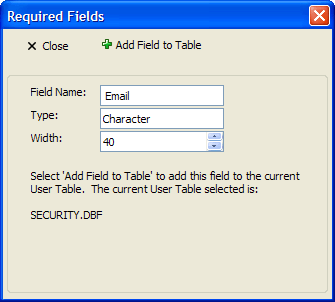 Required Fields
Close Add Field to Table
Field Name: Email
Type: Character
Width: 40
Select 'Add Field to Table' to add this field to the current
User Table. The current User Table selected is:
SECURITY.DBF